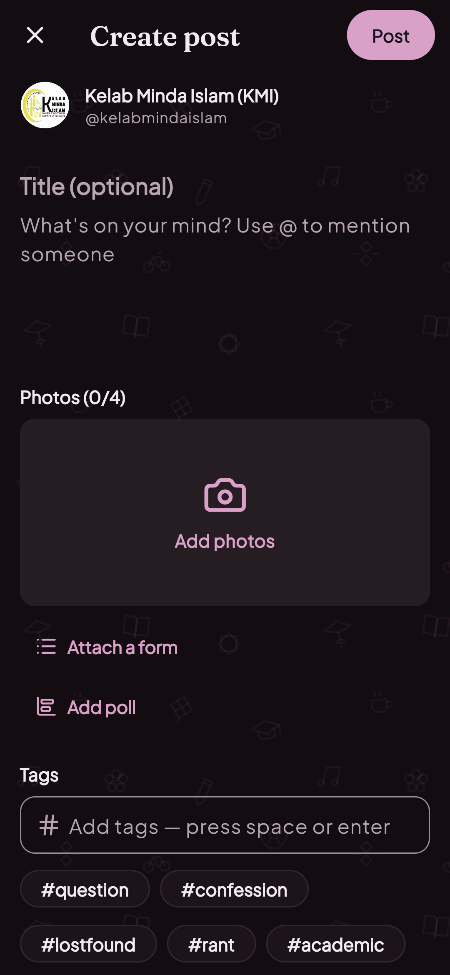 Create post
Post
Kelab Minda Islam (KMI)
@kelabmindaislam
Title (optional)
What's on your mind? Use @ to mention
someone
Photos (0/4)
Add photos
Attach a form
Add poll
Tags
# Add tags — press space or enter
#question
#confession
#lostfound
#rant
#academic